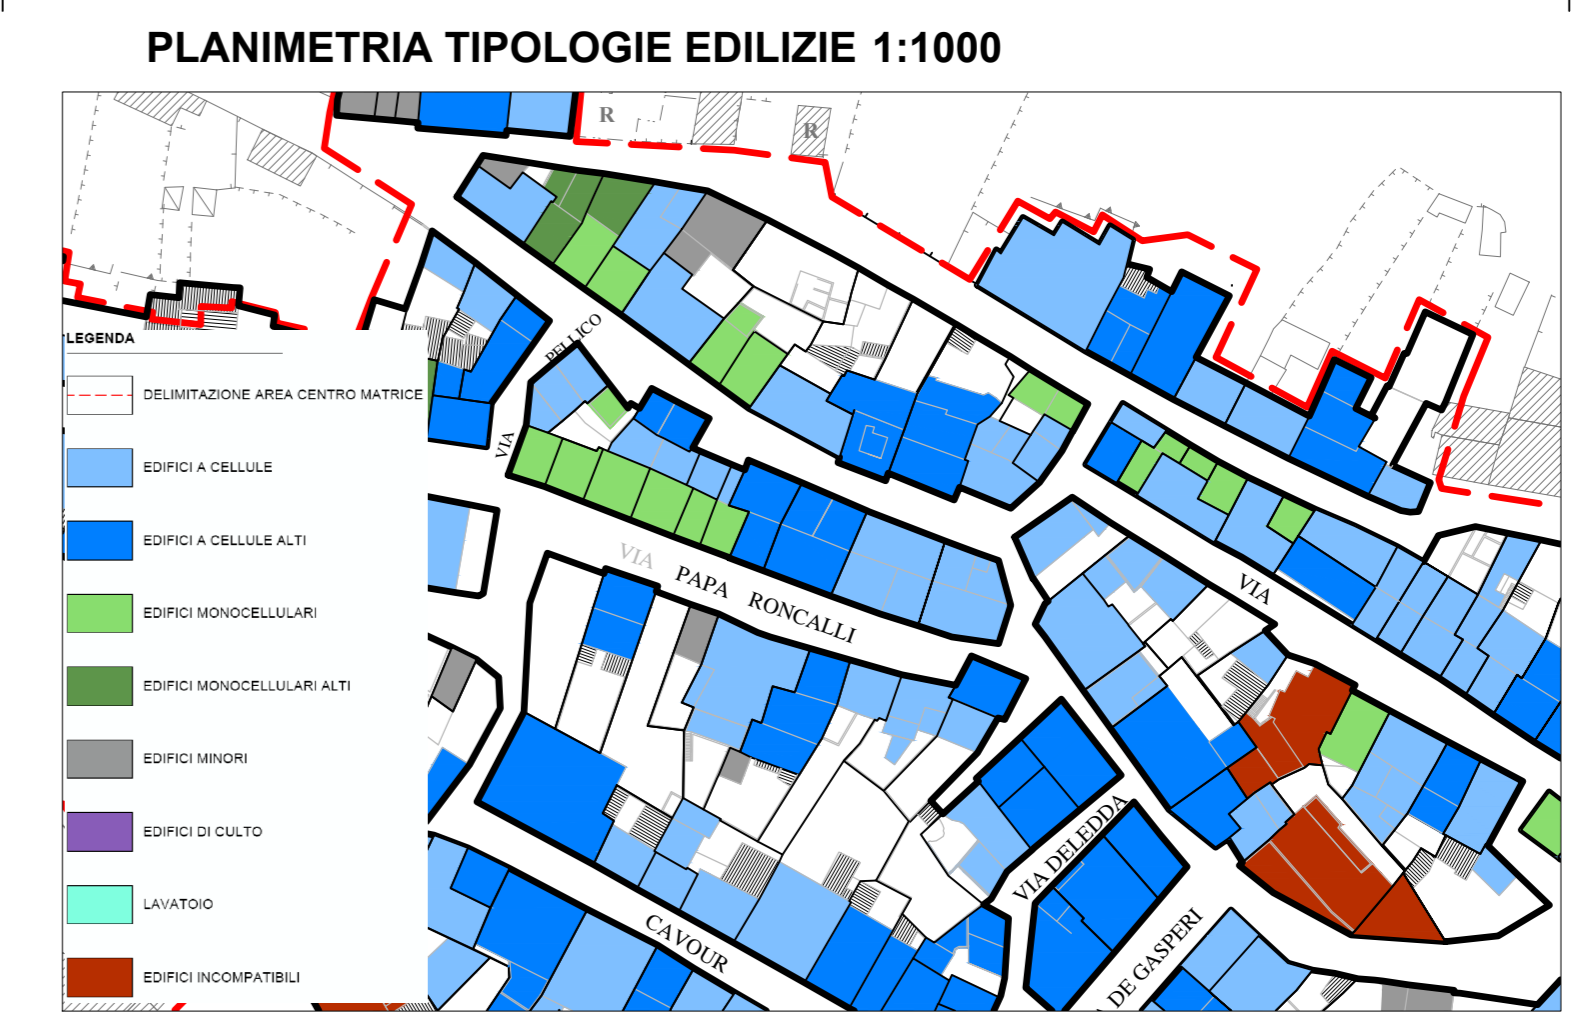 PLANIMETRIA TIPOLOGIE EDILIZIE 1:1000
R
R
LEGENDA
DELIMITAZIONE AREA CENTRO MATRICE
EDIFICI A CELLULE
EDIFICI A CELLULE ALTI
EDIFICI MONOCELLULARI
EDIFICI MONOCELLULARI ALTI
EDIFICI MINORI
EDIFICI DI CULTO
LAVATOIO
EDIFICI INCOMPATIBILI
PELLICO
VIA
VIA PAPA RONCALLI
VIA
VIA DELEDDA
CAVOUR
DE GASPERI